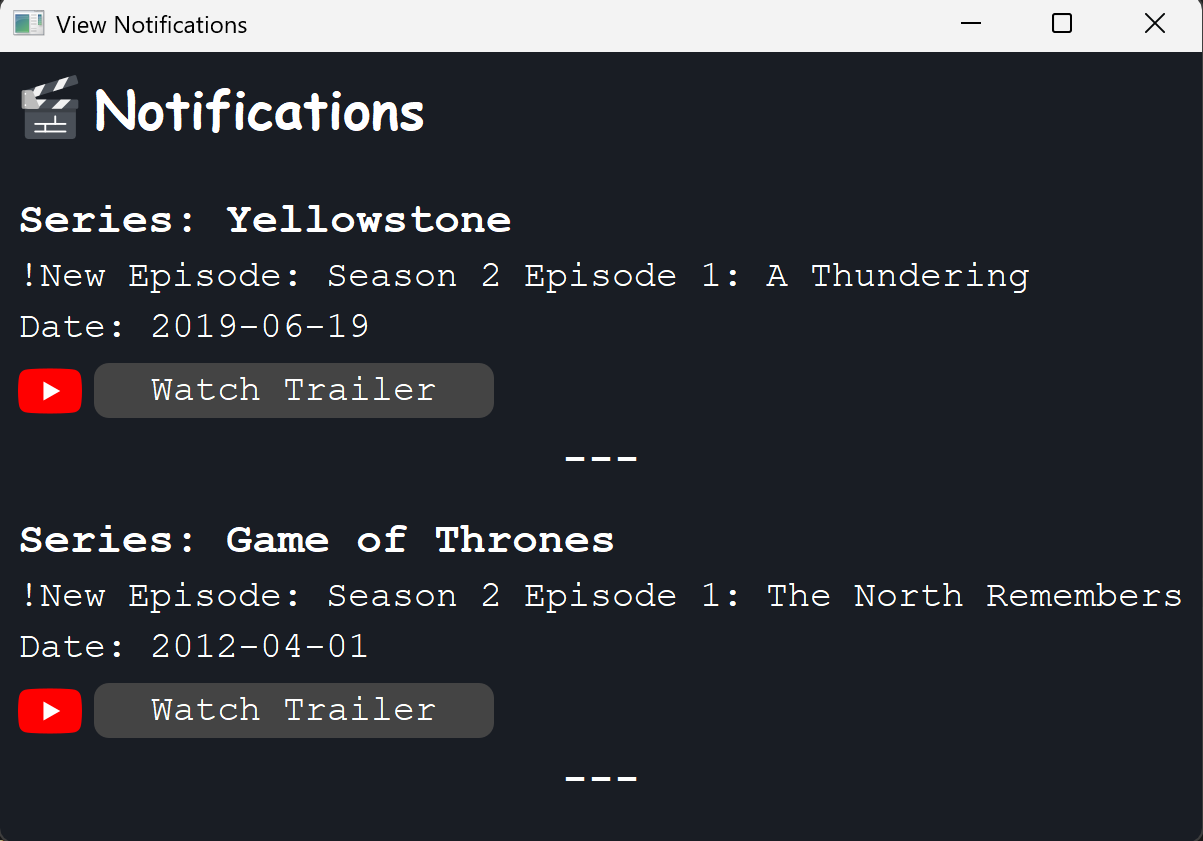 View Notifications
Notifications
Series: Yellowstone
!New Episode: Season 2 Episode 1: A Thundering
Date: 2019-06-19
Watch Trailer
---
Series: Game of Thrones
!New Episode: Season 2 Episode 1: The North Remembers
Date: 2012-04-01
Watch Trailer
---